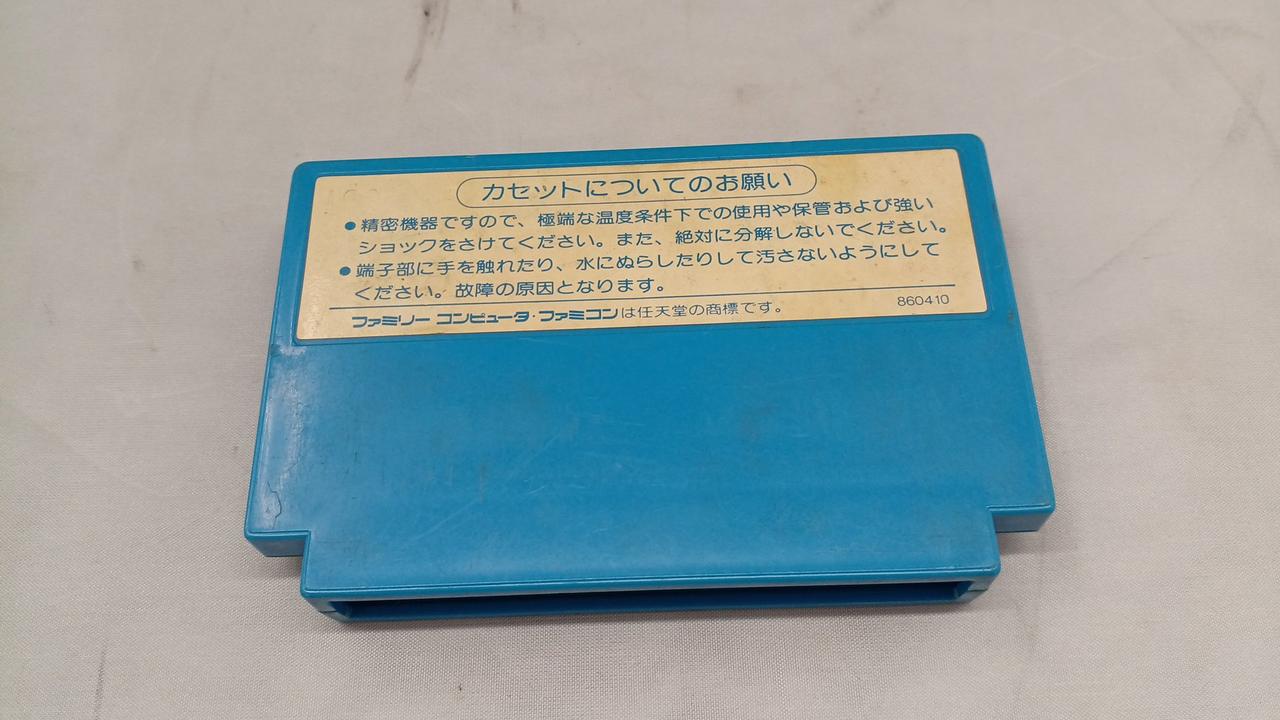 カセットについてのお願い
●精密機器ですので、極端な温度条件下での使用や保管および強い
ショックをさけてください。また、絶対に分解しないでください。
●端子部に手を触れたり、水にぬらしたりして汚さないようにして
ください。故障の原因となります。
ファミリー コンピュータ・ファミコンは任天堂の商標です。
860410